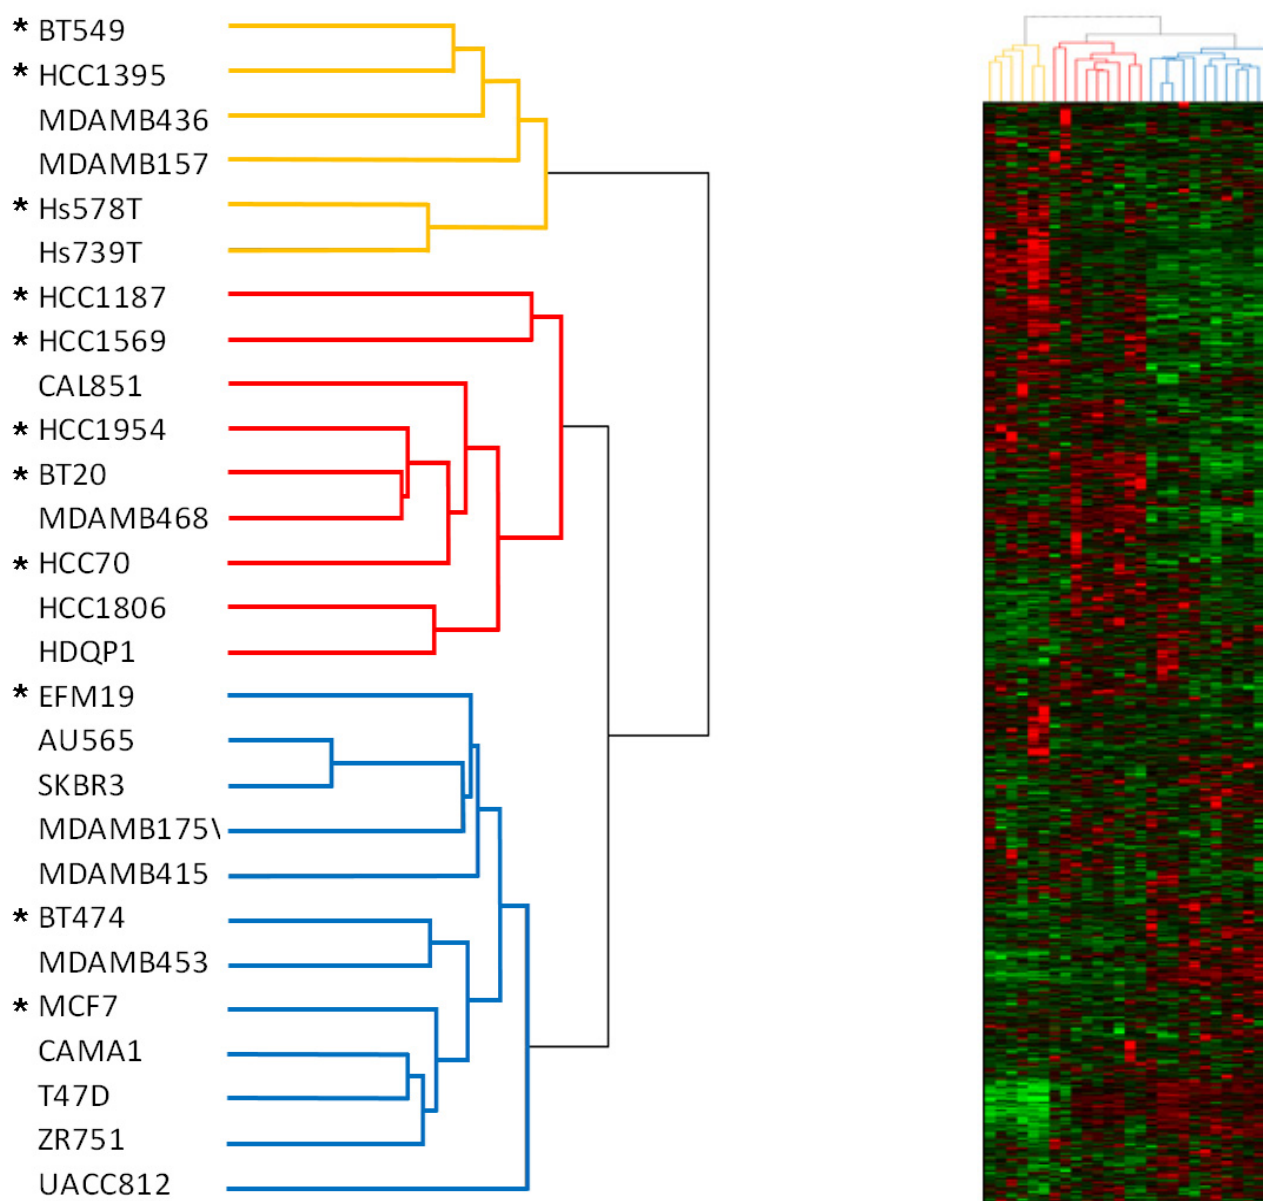 * BT549
* HCC1395
MDAMB436
MDAMB157
* Hs578T
Hs739T
* HCC1187
* HCC1569
CAL851
* HCC1954
* BT20
MDAMB468
* HCC70
HCC1806
HDQP1
* EFM19
AU565
SKBR3
MDAMB175\
MDAMB415
* BT474
MDAMB453
* MCF7
CAMA1
T47D
ZR751
UACC812